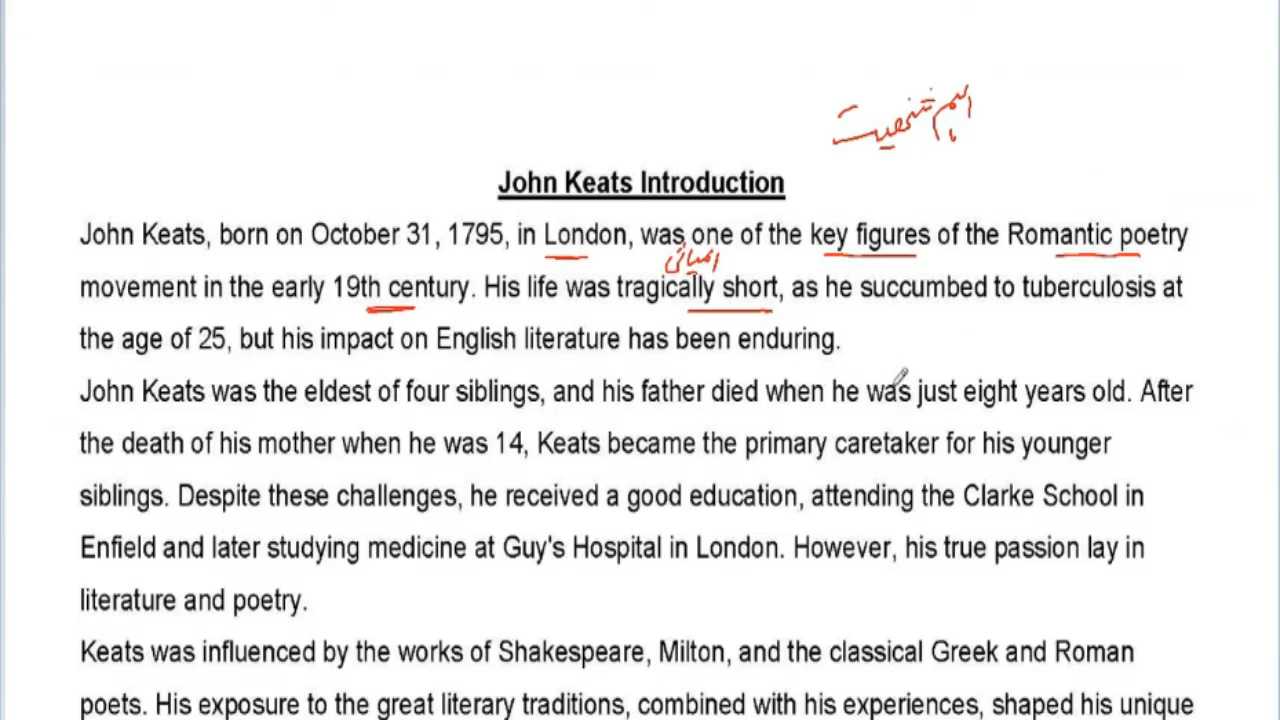 اہم شخصیت
John Keats Introduction
John Keats, born on October 31, 1795, in London, was one of the key figures of the Romantic poetry
انتہائی
movement in the early 19th century. His life was tragically short, as he succumbed to tuberculosis at
the age of 25, but his impact on English literature has been enduring.
John Keats was the eldest of four siblings, and his father died when he was just eight years old. After
the death of his mother when he was 14, Keats became the primary caretaker for his younger
siblings. Despite these challenges, he received a good education, attending the Clarke School in
Enfield and later studying medicine at Guy's Hospital in London. However, his true passion lay in
literature and poetry.
Keats was influenced by the works of Shakespeare, Milton, and the classical Greek and Roman
poets. His exposure to the great literary traditions, combined with his experiences, shaped his unique